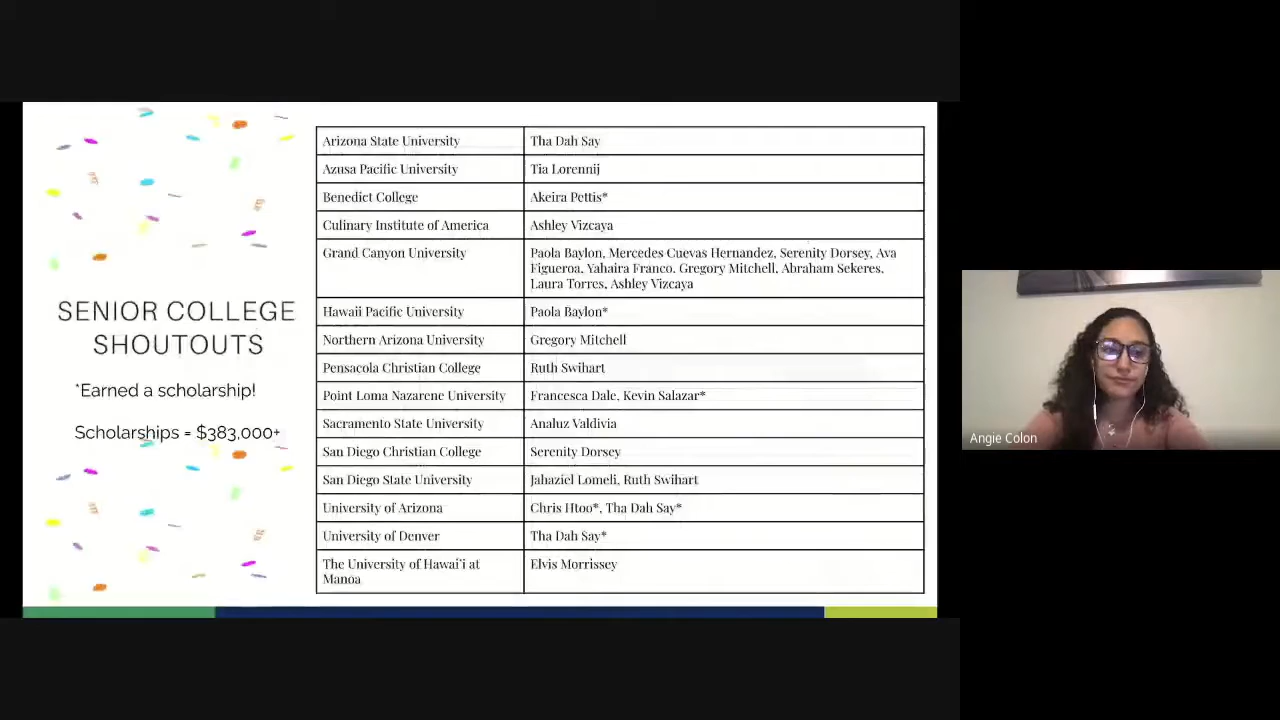 SENIOR COLLEGE
SHOUTOUTS
*Earned a scholarship!
Scholarships = $383,000+
Arizona State University
Tha Dah Say
Azusa Pacific University
Tia Lorennij
Benedict College
Akeira Pettis*
Culinary Institute of America
Ashley Vizcaya
Grand Canyon University
Paola Baylon, Mercedes Cuevas Hernandez, Serenity Dorsey, Ava
Figueroa, Yahaira Franco, Gregory Mitchell, Abraham Sekeres,
Laura Torres, Ashley Vizcaya
Hawaii Pacific University
Paola Baylon*
Northern Arizona University
Gregory Mitchell
Pensacola Christian College
Ruth Swihart
Point Loma Nazarene University
Francesca Dale, Kevin Salazar*
Sacramento State University
Analuz Valdivia
San Diego Christian College
Serenity Dorsey
San Diego State University
Jahaziel Lomeli, Ruth Swihart
University of Arizona
Chris Htoo*, Tha Dah Say*
University of Denver
Tha Dah Say*
The University of Hawai'i at
Manoa
Elvis Morrissey
Angie Colon